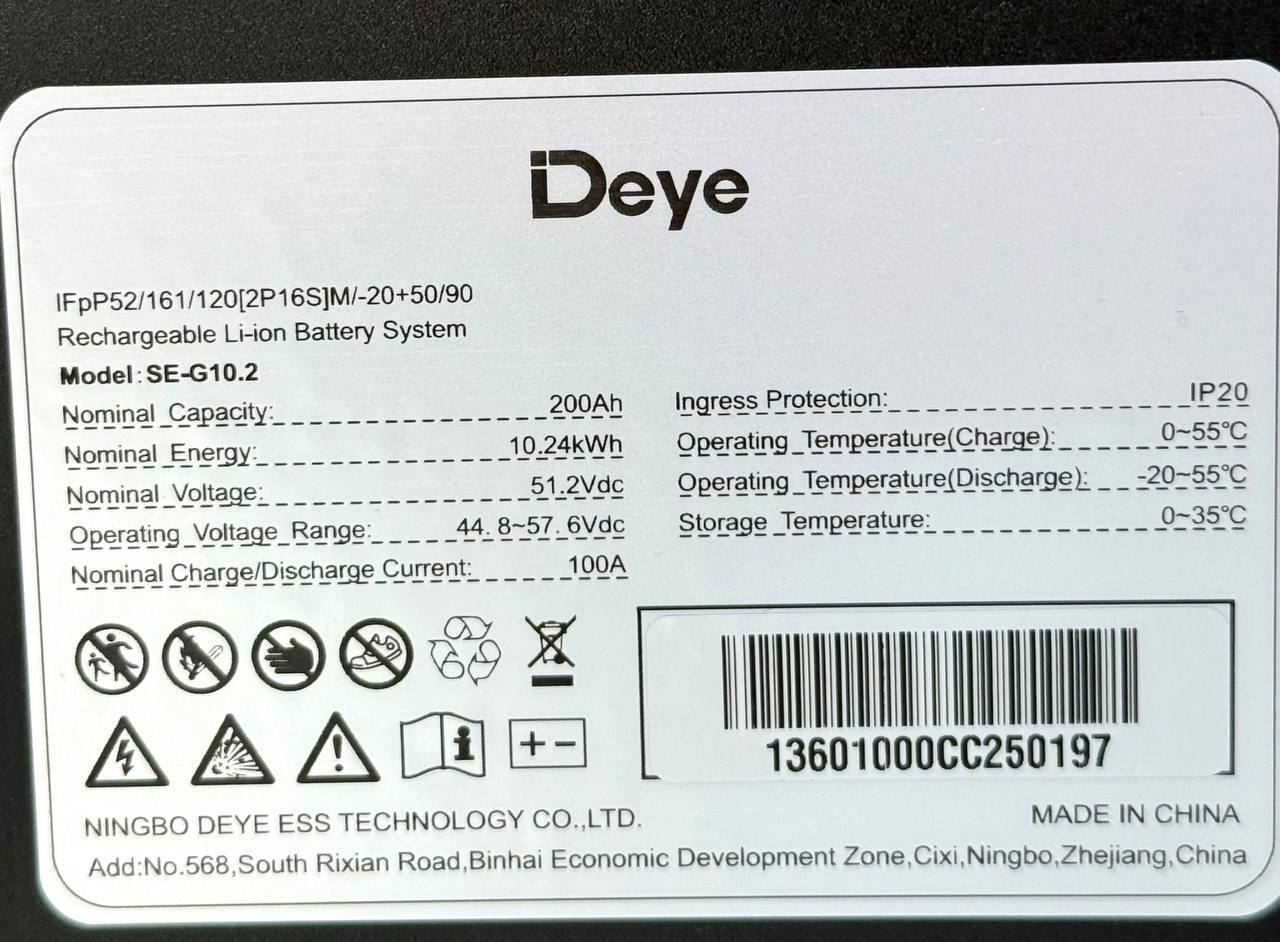 Deye
IFpP52/161/120[2P16S]M/-20+50/90
Rechargeable Li-ion Battery System
Model:SE-G10.2
Nominal Capacity: 200Ah
Nominal Energy: 10.24kWh
Nominal Voltage: 51.2Vdc
Operating Voltage Range: 44.8~57.6Vdc
Nominal Charge/Discharge Current: 100A
Ingress Protection: IP20
Operating Temperature(Charge): 0~55℃
Operating Temperature(Discharge): -20~55℃
Storage Temperature: 0~35℃
13601000CC250197
NINGBO DEYE ESS TECHNOLOGY CO.,LTD.
MADE IN CHINA
Add:No.568,South Rixian Road,Binhai Economic Development Zone,Cixi,Ningbo,Zhejiang,China